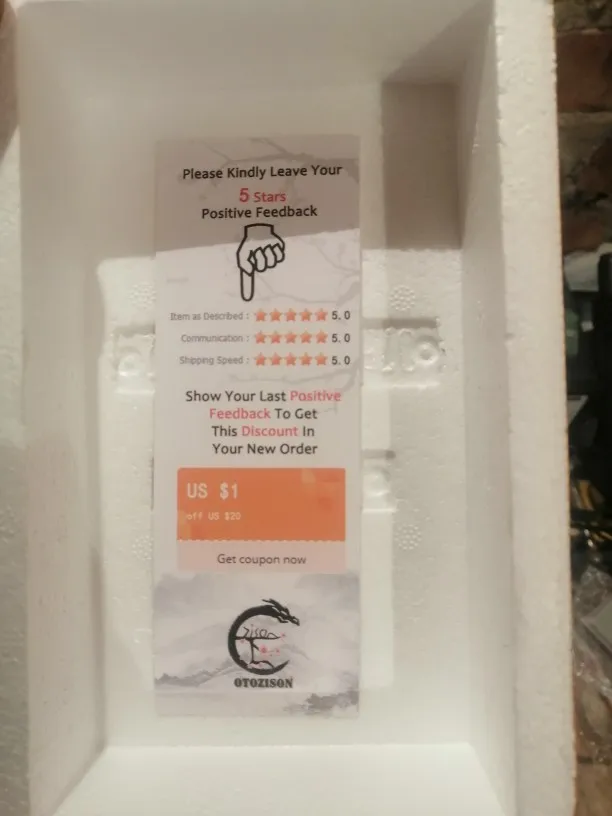 Please Kindly Leave Your
5 Stars
Positive Feedback
Item as Described : 5.0
Communication : 5.0
Shipping Speed : 5.0
Show Your Last Positive
Feedback To Get
This Discount In
Your New Order
US $1
off US $20
Get coupon now
OTOZISON